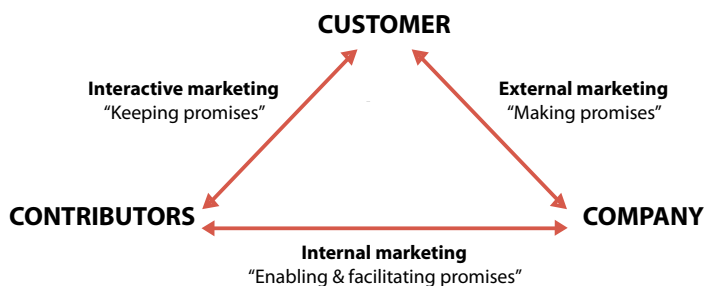 CUSTOMER
Interactive marketing
“Keeping promises”
External marketing
“Making promises”
CONTRIBUTORS
COMPANY
Internal marketing
“Enabling & facilitating promises”